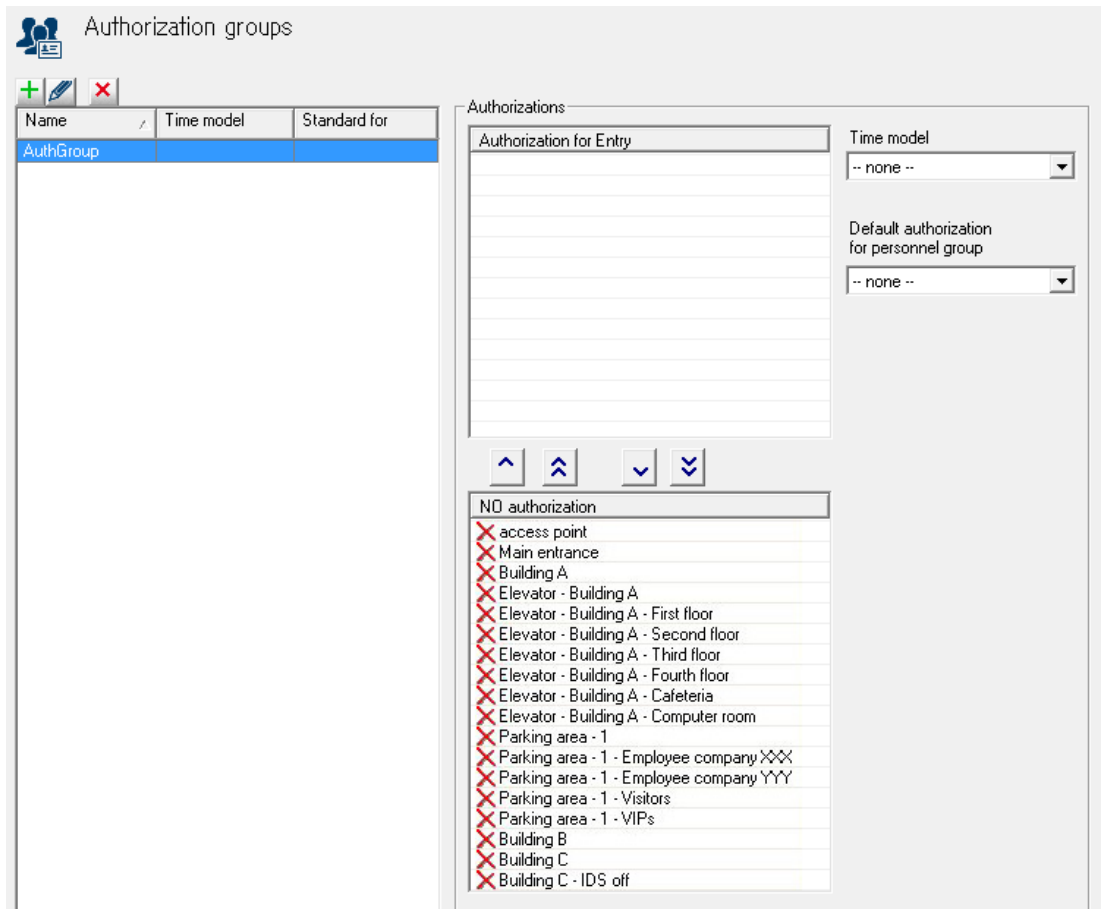 Authorization groups
Name
Time model
Standard for
AuthGroup
Authorizations
Authorization for Entry
Time model
-- none --
Default authorization
for personnel group
-- none --
NO authorization
access point
Main entrance
Building A
Elevator - Building A
Elevator - Building A - First floor
Elevator - Building A - Second floor
Elevator - Building A - Third floor
Elevator - Building A - Fourth floor
Elevator - Building A - Cafeteria
Elevator - Building A - Computer room
Parking area - 1
Parking area - 1 - Employee company XXX
Parking area - 1 - Employee company YYY
Parking area - 1 - Visitors
Parking area - 1 - VIPs
Building B
Building C
Building C - IDS off